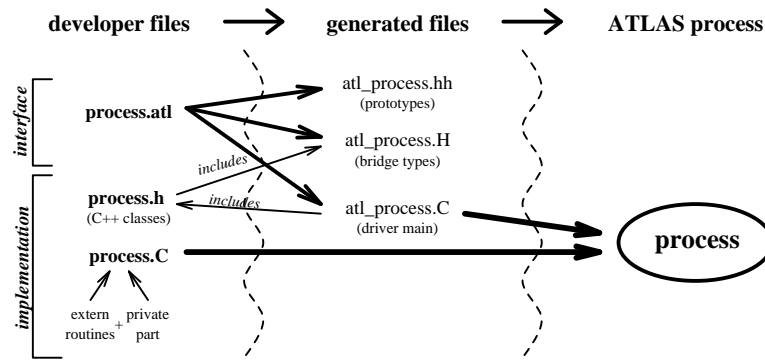 developer files
generated files
ATLAS process
interface
process.atl
atl_process.hh
(prototypes)
atl_process.H
(bridge types)
includes
implementation
process.h
(C++ classes)
includes
atl_process.C
(driver main)
process.C
process
extern + private
routines part